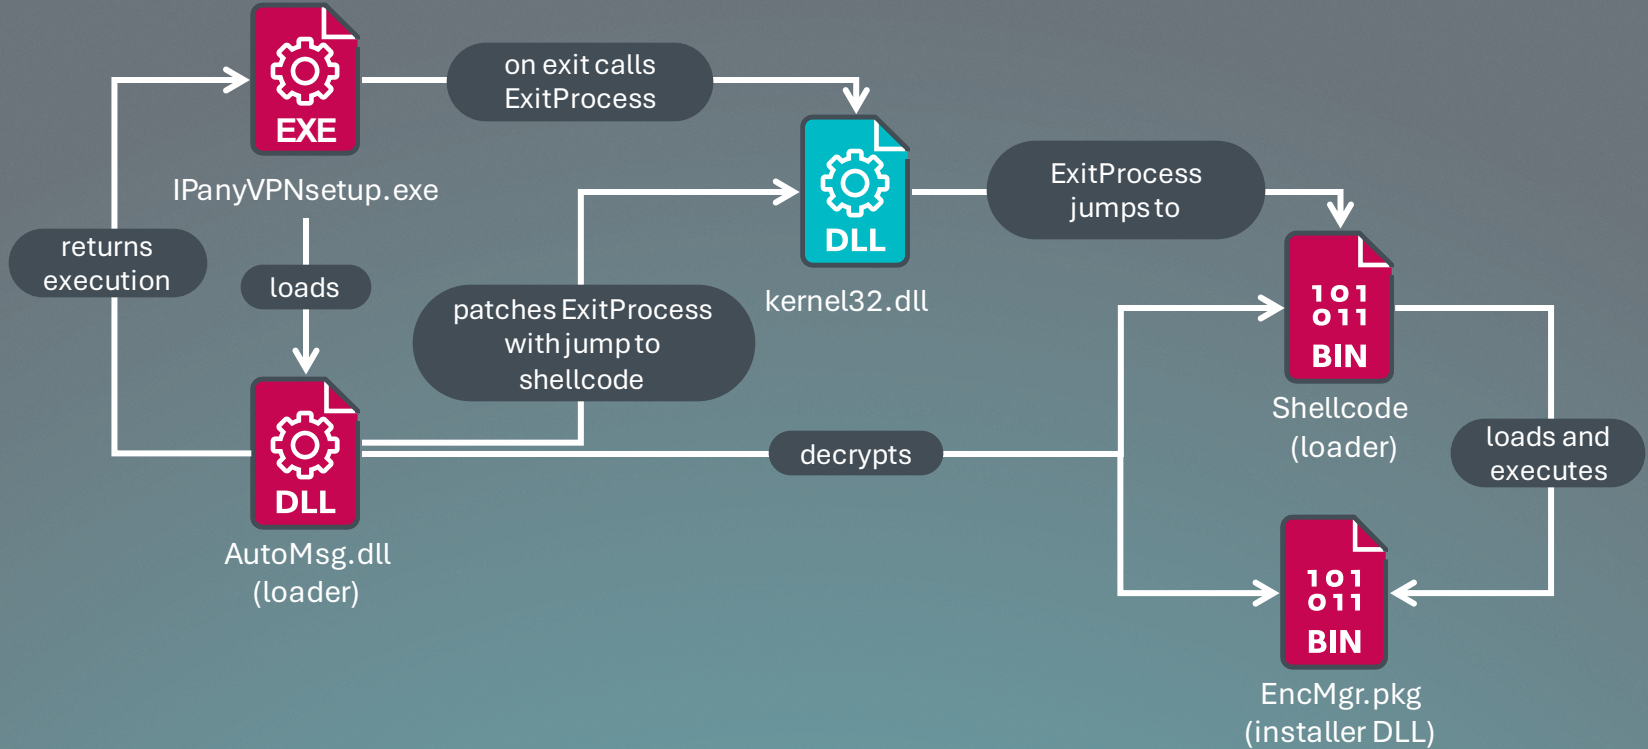 on exit calls
ExitProcess
EXE
IPanyVPNsetup.exe
ExitProcess
jumps to
DLL
kernel32.dll
returns
execution
loads
patches ExitProcess
with jump to
shellcode
101
011
BIN
Shellcode
(loader)
loads and
executes
decrypts
DLL
AutoMsg.dll
(loader)
101
011
BIN
EncMgr.pkg
(installer DLL)